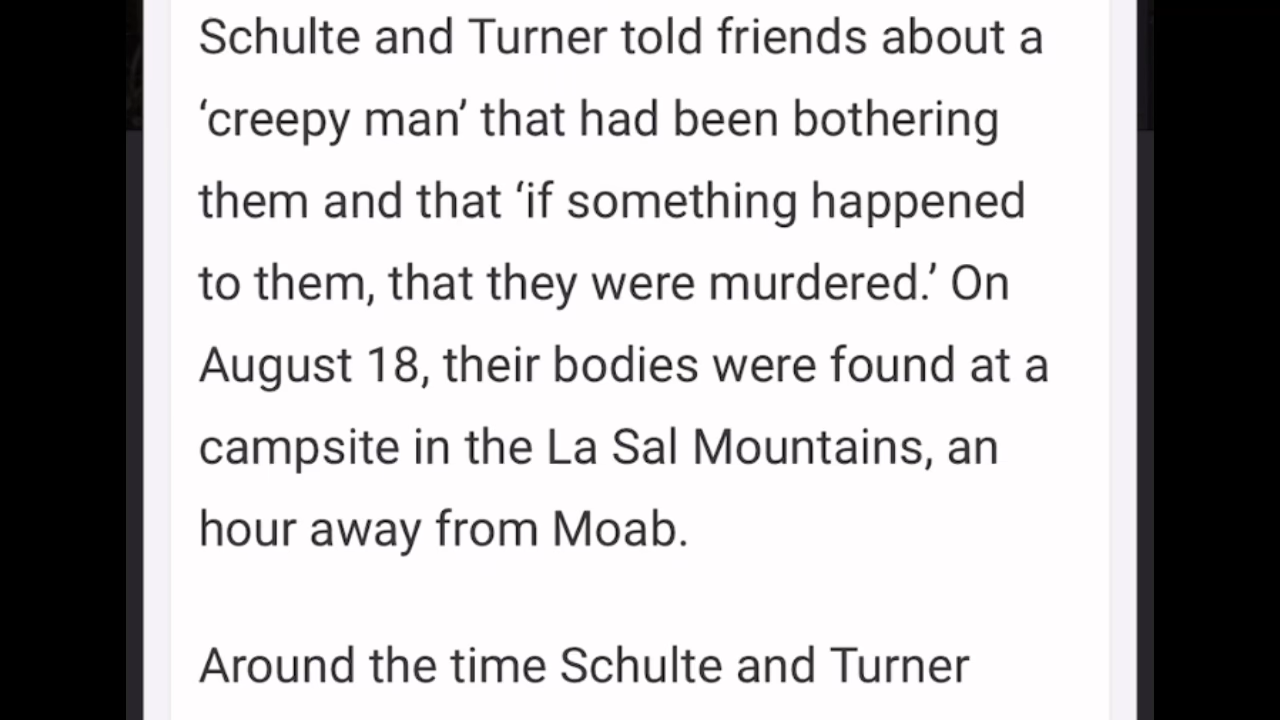 Schulte and Turner told friends about a
‘creepy man’ that had been bothering
them and that ‘if something happened
to them, that they were murdered.’ On
August 18, their bodies were found at a
campsite in the La Sal Mountains, an
hour away from Moab.
Around the time Schulte and Turner